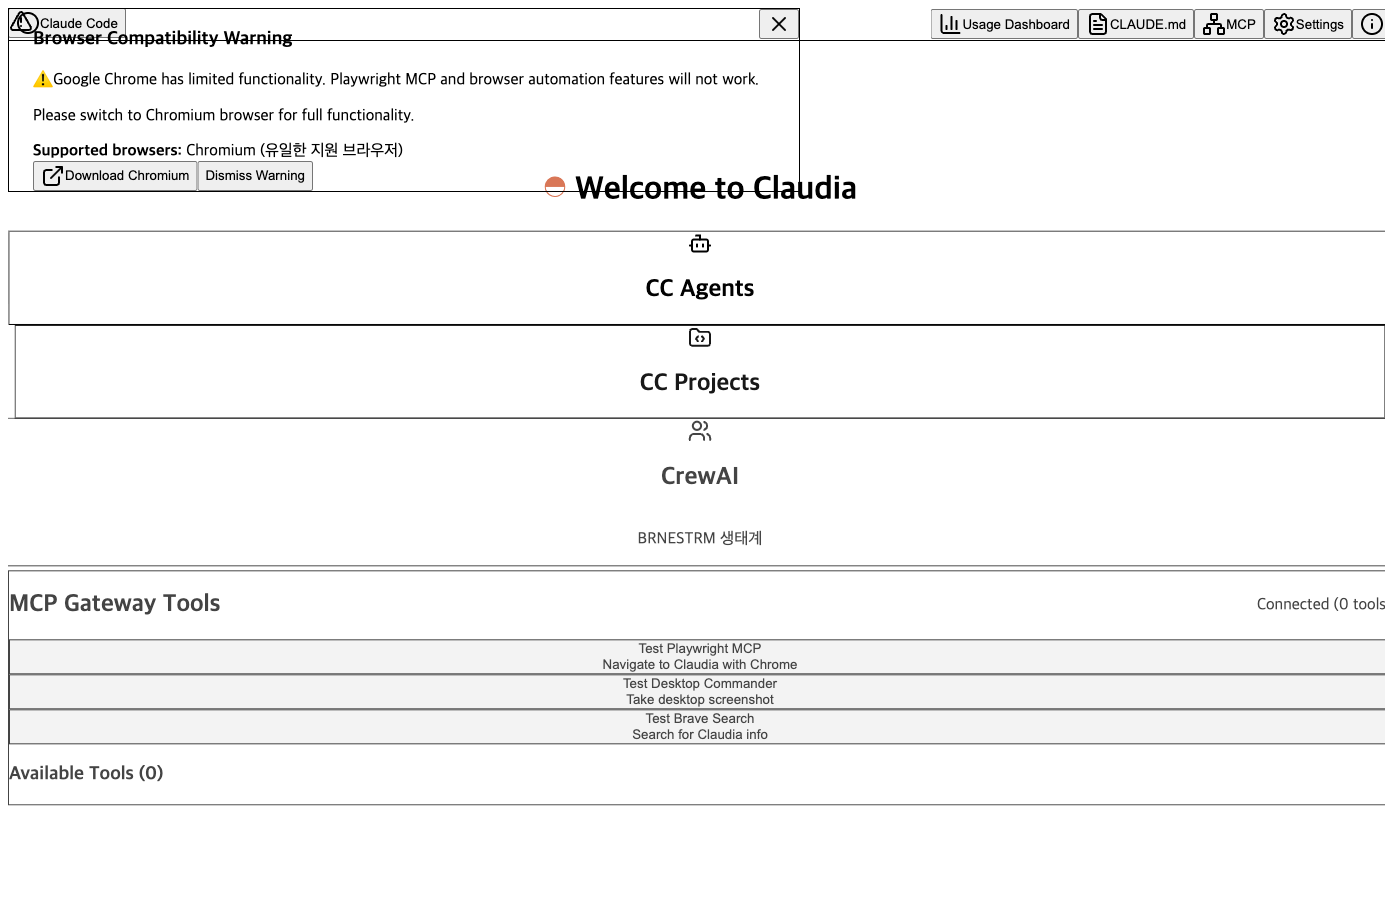 Claude Code
Usage Dashboard
CLAUDE.md
MCP
Settings
Browser Compatibility Warning
⚠️Google Chrome has limited functionality. Playwright MCP and browser automation features will not work.
Please switch to Chromium browser for full functionality.
Supported browsers: Chromium (유일한 지원 브라우저)
Download Chromium
Dismiss Warning
Welcome to Claudia
CC Agents
CC Projects
CrewAI
BRNESTRM 생태계
MCP Gateway Tools
Connected (0 tools
Test Playwright MCP
Navigate to Claudia with Chrome
Test Desktop Commander
Take desktop screenshot
Test Brave Search
Search for Claudia info
Available Tools (0)